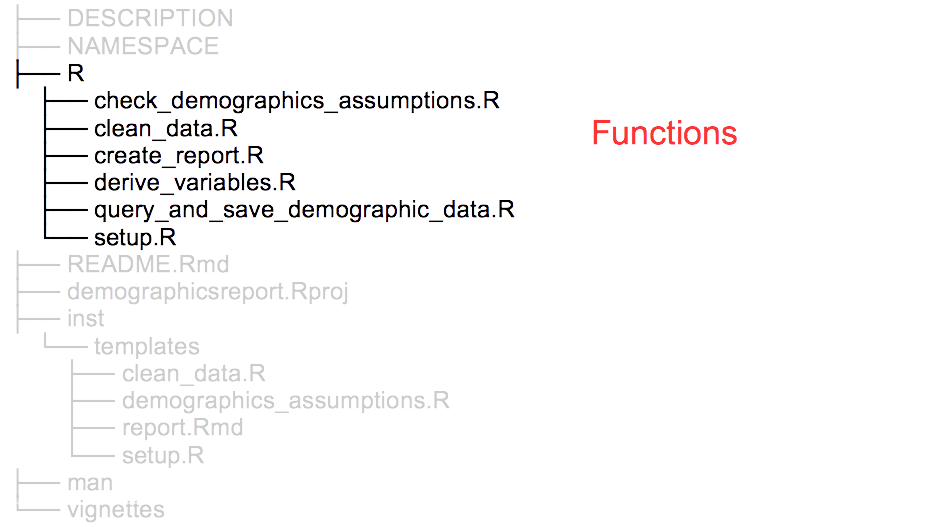 DESCRIPTION
NAMESPACE
R
check_demographics_assumptions.R
clean_data.R
Functions
create_report.R
derive_variables.R
query_and_save_demographic_data.R
setup.R
README.Rmd
demographicsreport.Rproj
inst
templates
clean_data.R
demographics_assumptions.R
report.Rmd
setup.R
man
vignettes